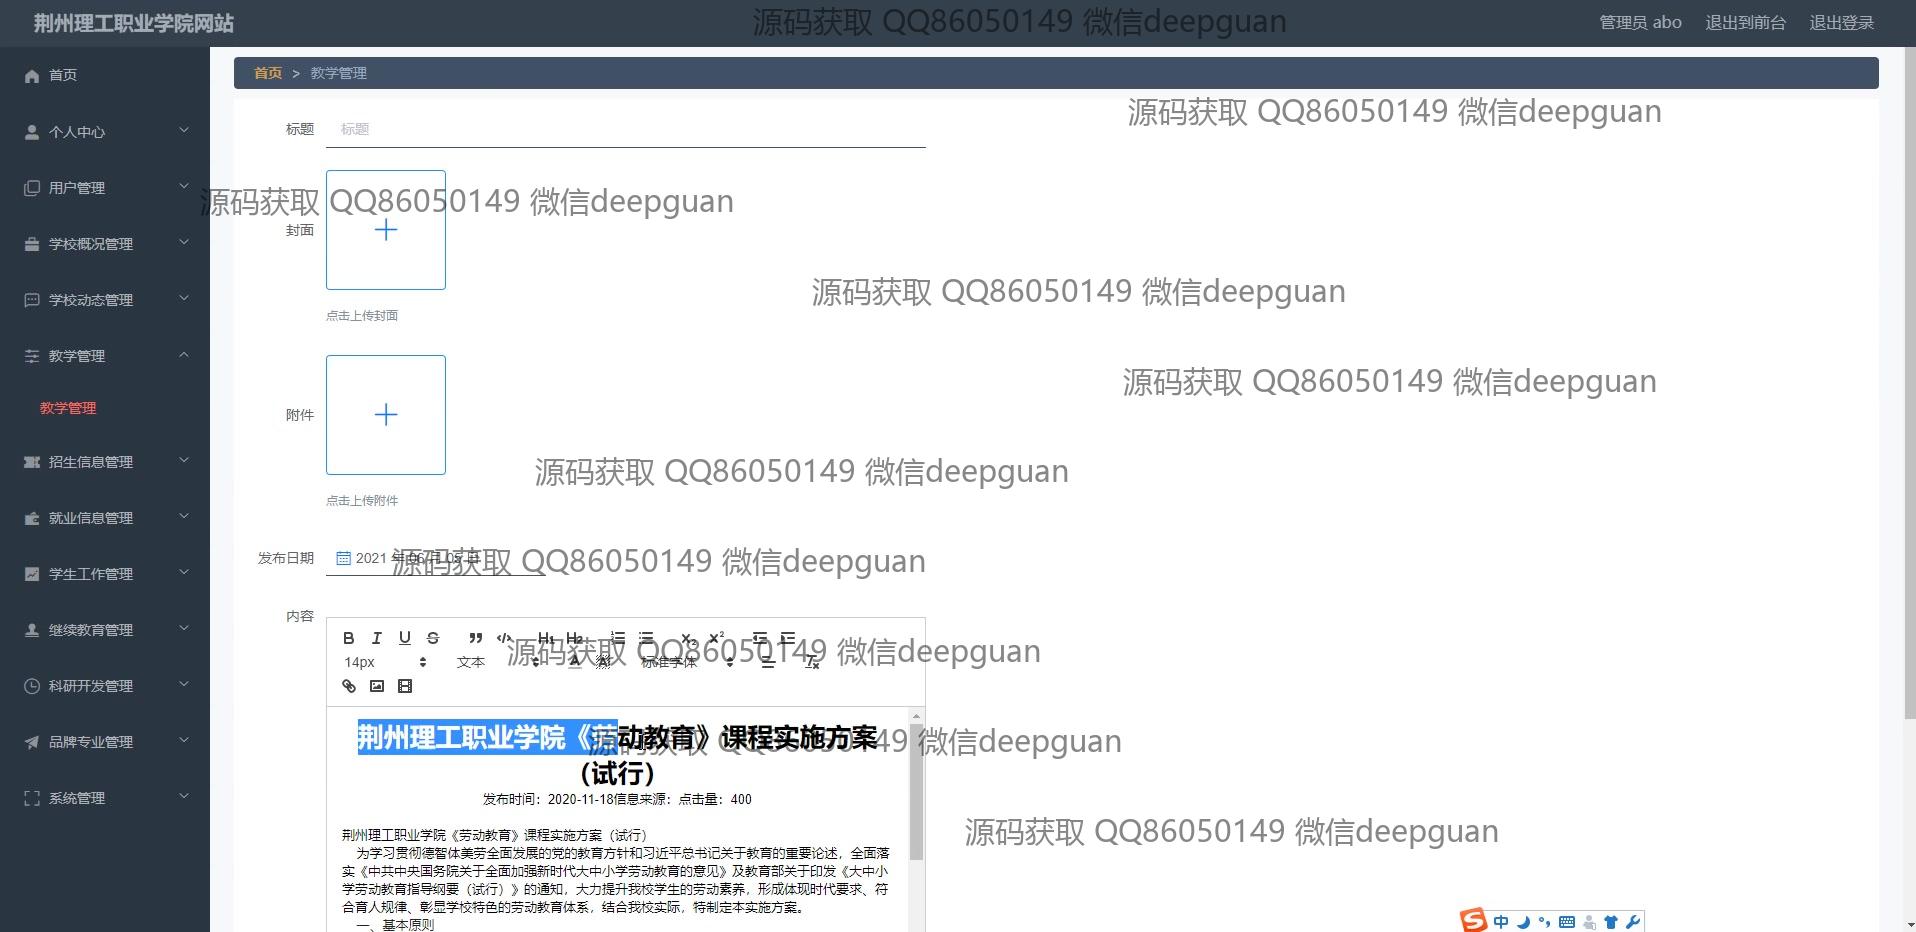 荆州理工职业学院网站
源码获取 QQ86050149 微信deepguan
管理员 abo 退出到前台 退出登录
首页
个人中心
用户管理
学校概况管理
学校动态管理
教学管理
教学管理
招生信息管理
就业信息管理
学生工作管理
继续教育管理
科研开发管理
品牌专业管理
系统管理
首页 > 教学管理
源码获取 QQ86050149 微信deepguan
标题 标题
源码获取 QQ86050149 微信deepguan
封面
源码获取 QQ86050149 微信deepguan
点击上传封面
源码获取 QQ86050149 微信deepguan
附件
源码获取 QQ86050149 微信deepguan
点击上传附件
发布日期 2021 年 06 月 05 日
源码获取 QQ86050149 微信deepguan
内容
B I U S H1 H2 X2 X2
源码获取 QQ86050149 微信deepguan
14px 文本 A A 标准字体 Tx
荆州理工职业学院《劳动教育》课程实施方案
源码获取 QQ86050149 微信deepguan
（试行）
发布时间：2020-11-18信息来源：点击量：400
荆州理工职业学院《劳动教育》课程实施方案（试行）
源码获取 QQ86050149 微信deepguan
为学习贯彻德智体美劳全面发展的党的教育方针和习近平总书记关于教育的重要论述，全面落
实《中共中央国务院关于全面加强新时代大中小学劳动教育的意见》及教育部关于印发《大中小
学劳动教育指导纲要（试行）》的通知，大力提升我校学生的劳动素养，形成体现时代要求、符
合育人规律、彰显学校特色的劳动教育体系，结合我校实际，特制定本实施方案。
一、基本原则
中